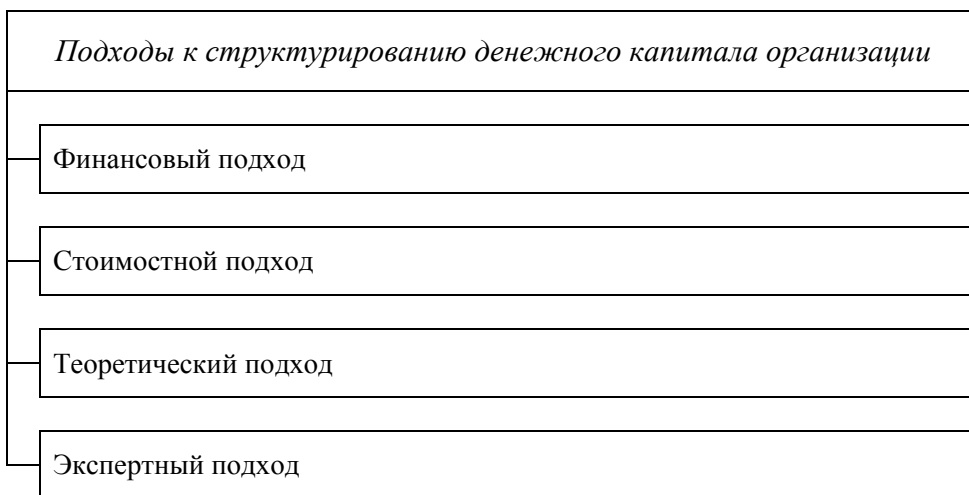 Подходы к структурированию денежного капитала организации
Финансовый подход
Стоимостной подход
Теоретический подход
Экспертный подход